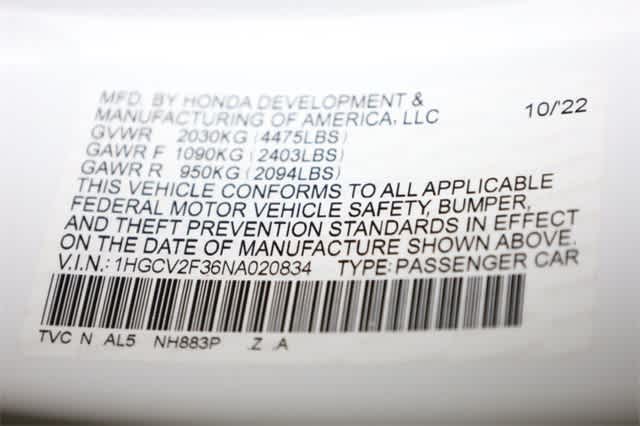 MFD. BY HONDA DEVELOPMENT &
MANUFACTURING OF AMERICA, LLC 10/'22
GVWR 2030KG (4475LBS)
GAWR F 1090KG (2403LBS)
GAWR R 950KG (2094LBS)
THIS VEHICLE CONFORMS TO ALL APPLICABLE
FEDERAL MOTOR VEHICLE SAFETY, BUMPER,
AND THEFT PREVENTION STANDARDS IN EFFECT
ON THE DATE OF MANUFACTURE SHOWN ABOVE.
V.I.N.: 1HGCV2F36NA020834 TYPE: PASSENGER CAR
TVC N AL5 NH883P Z A